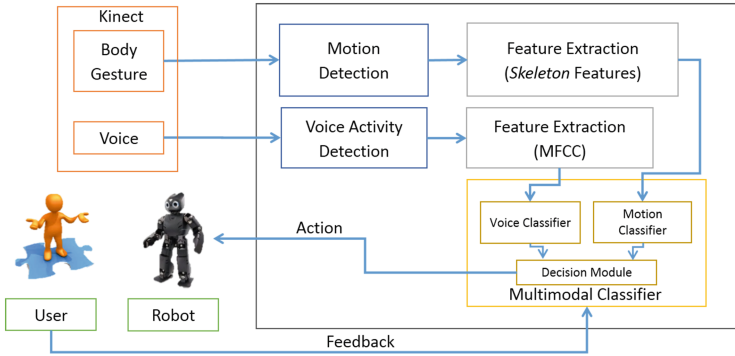 Kinect
Body
Gesture
Motion
Detection
Feature Extraction
(Skeleton Features)
Voice
Voice Activity
Detection
Feature Extraction
(MFCC)
Voice Classifier
Motion
Classifier
Action
Decision Module
Multimodal Classifier
User
Robot
Feedback